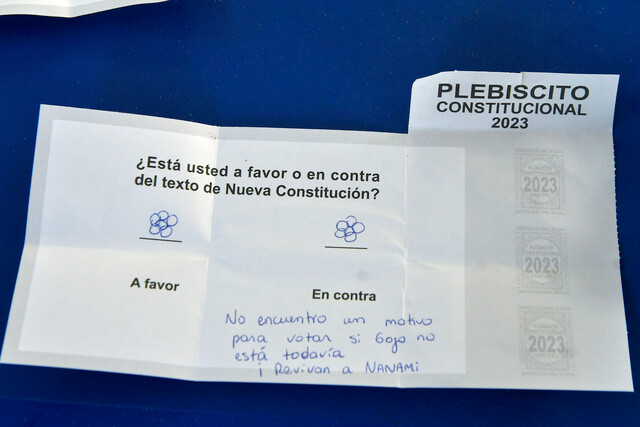 PLEBISCITO
CONSTITUCIONAL
2023
¿Está usted a favor o en contra
del texto de Nueva Constitución?
A favor
En contra
No encuentro un motivo
para votar si Gojo no
está todavía
¡ Revivan a NANAMI
2023
2023
2023